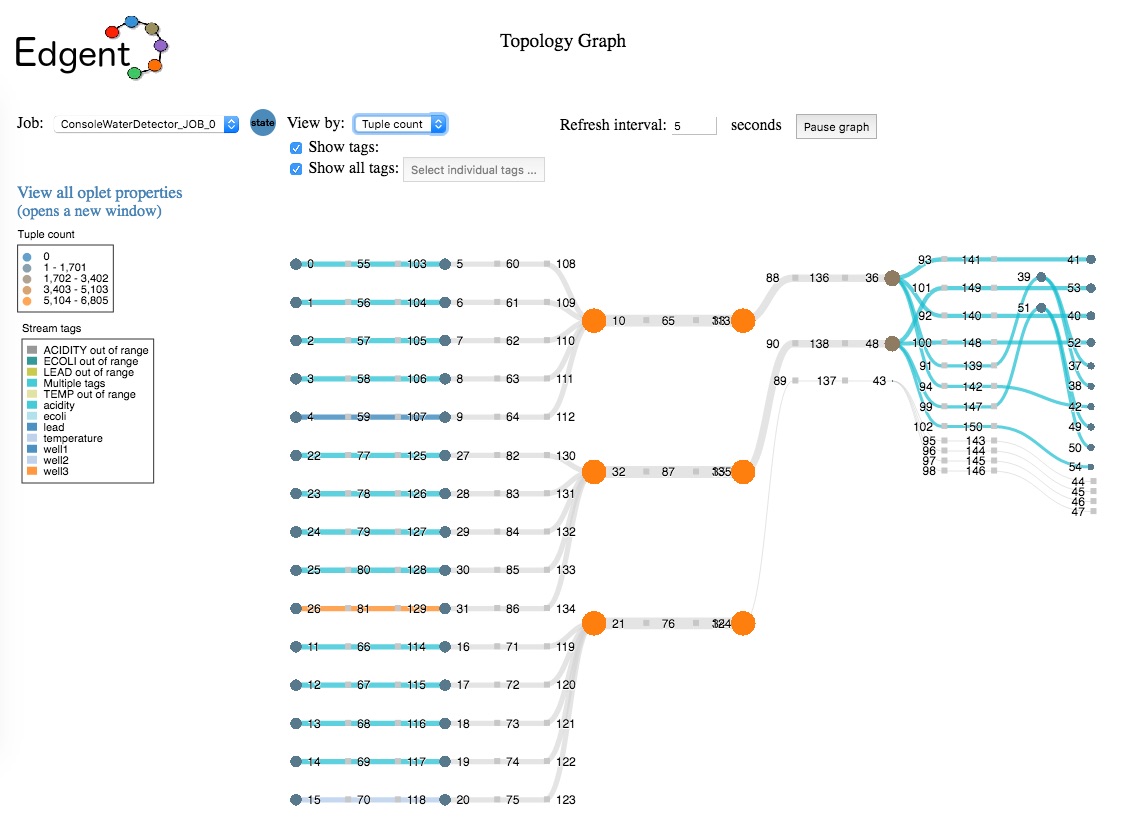 Edgent
Topology Graph
Job: ConsoleWaterDetector_JOB_0 state View by: Tuple count Refresh interval: 5 seconds Pause graph
Show tags:
Show all tags: Select individual tags ...
View all oplet properties
(opens a new window)
Tuple count
0
1 - 1,701
1,702 - 3,402
3,403 - 5,103
5,104 - 6,805
Stream tags
ACIDITY out of range
ECOLI out of range
LEAD out of range
Multiple tags
TEMP out of range
acidity
ecoli
lead
temperature
well1
well2
well3
0 55 103 5 60 108
1 56 104 6 61 109
2 57 105 7 62 110
3 58 106 8 63 111
4 59 107 9 64 112
22 77 125 27 82 130
23 78 126 28 83 131
24 79 127 29 84 132
25 80 128 30 85 133
26 81 129 31 86 134
11 66 114 16 71 119
12 67 115 17 72 120
13 68 116 18 73 121
14 69 117 19 74 122
15 70 118 20 75 123
10 65
32 87
21 76
88 136 36
90 138 48
89 137 43
93 141 41
39
101 149 53
51
92 140 40
100 148 52
91 139 37
94 142 38
99 147 42
102 150 49
95 143 50
96 144 54
97 145 44
98 146 45
46
47